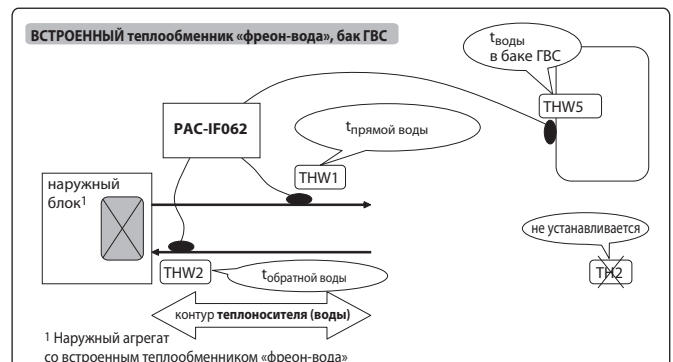 ВСТРОЕННЫЙ теплообменник «фреон-вода», бак ГВС
tводы
в баке ГВС
THW5
PAC-IF062
tпрямой воды
THW1
наружный
блок1
не устанавливается
TH2
THW2
tобратной воды
контур теплоносителя (воды)
1 Наружный агрегат
со встроенным теплообменником «фреон-вода»